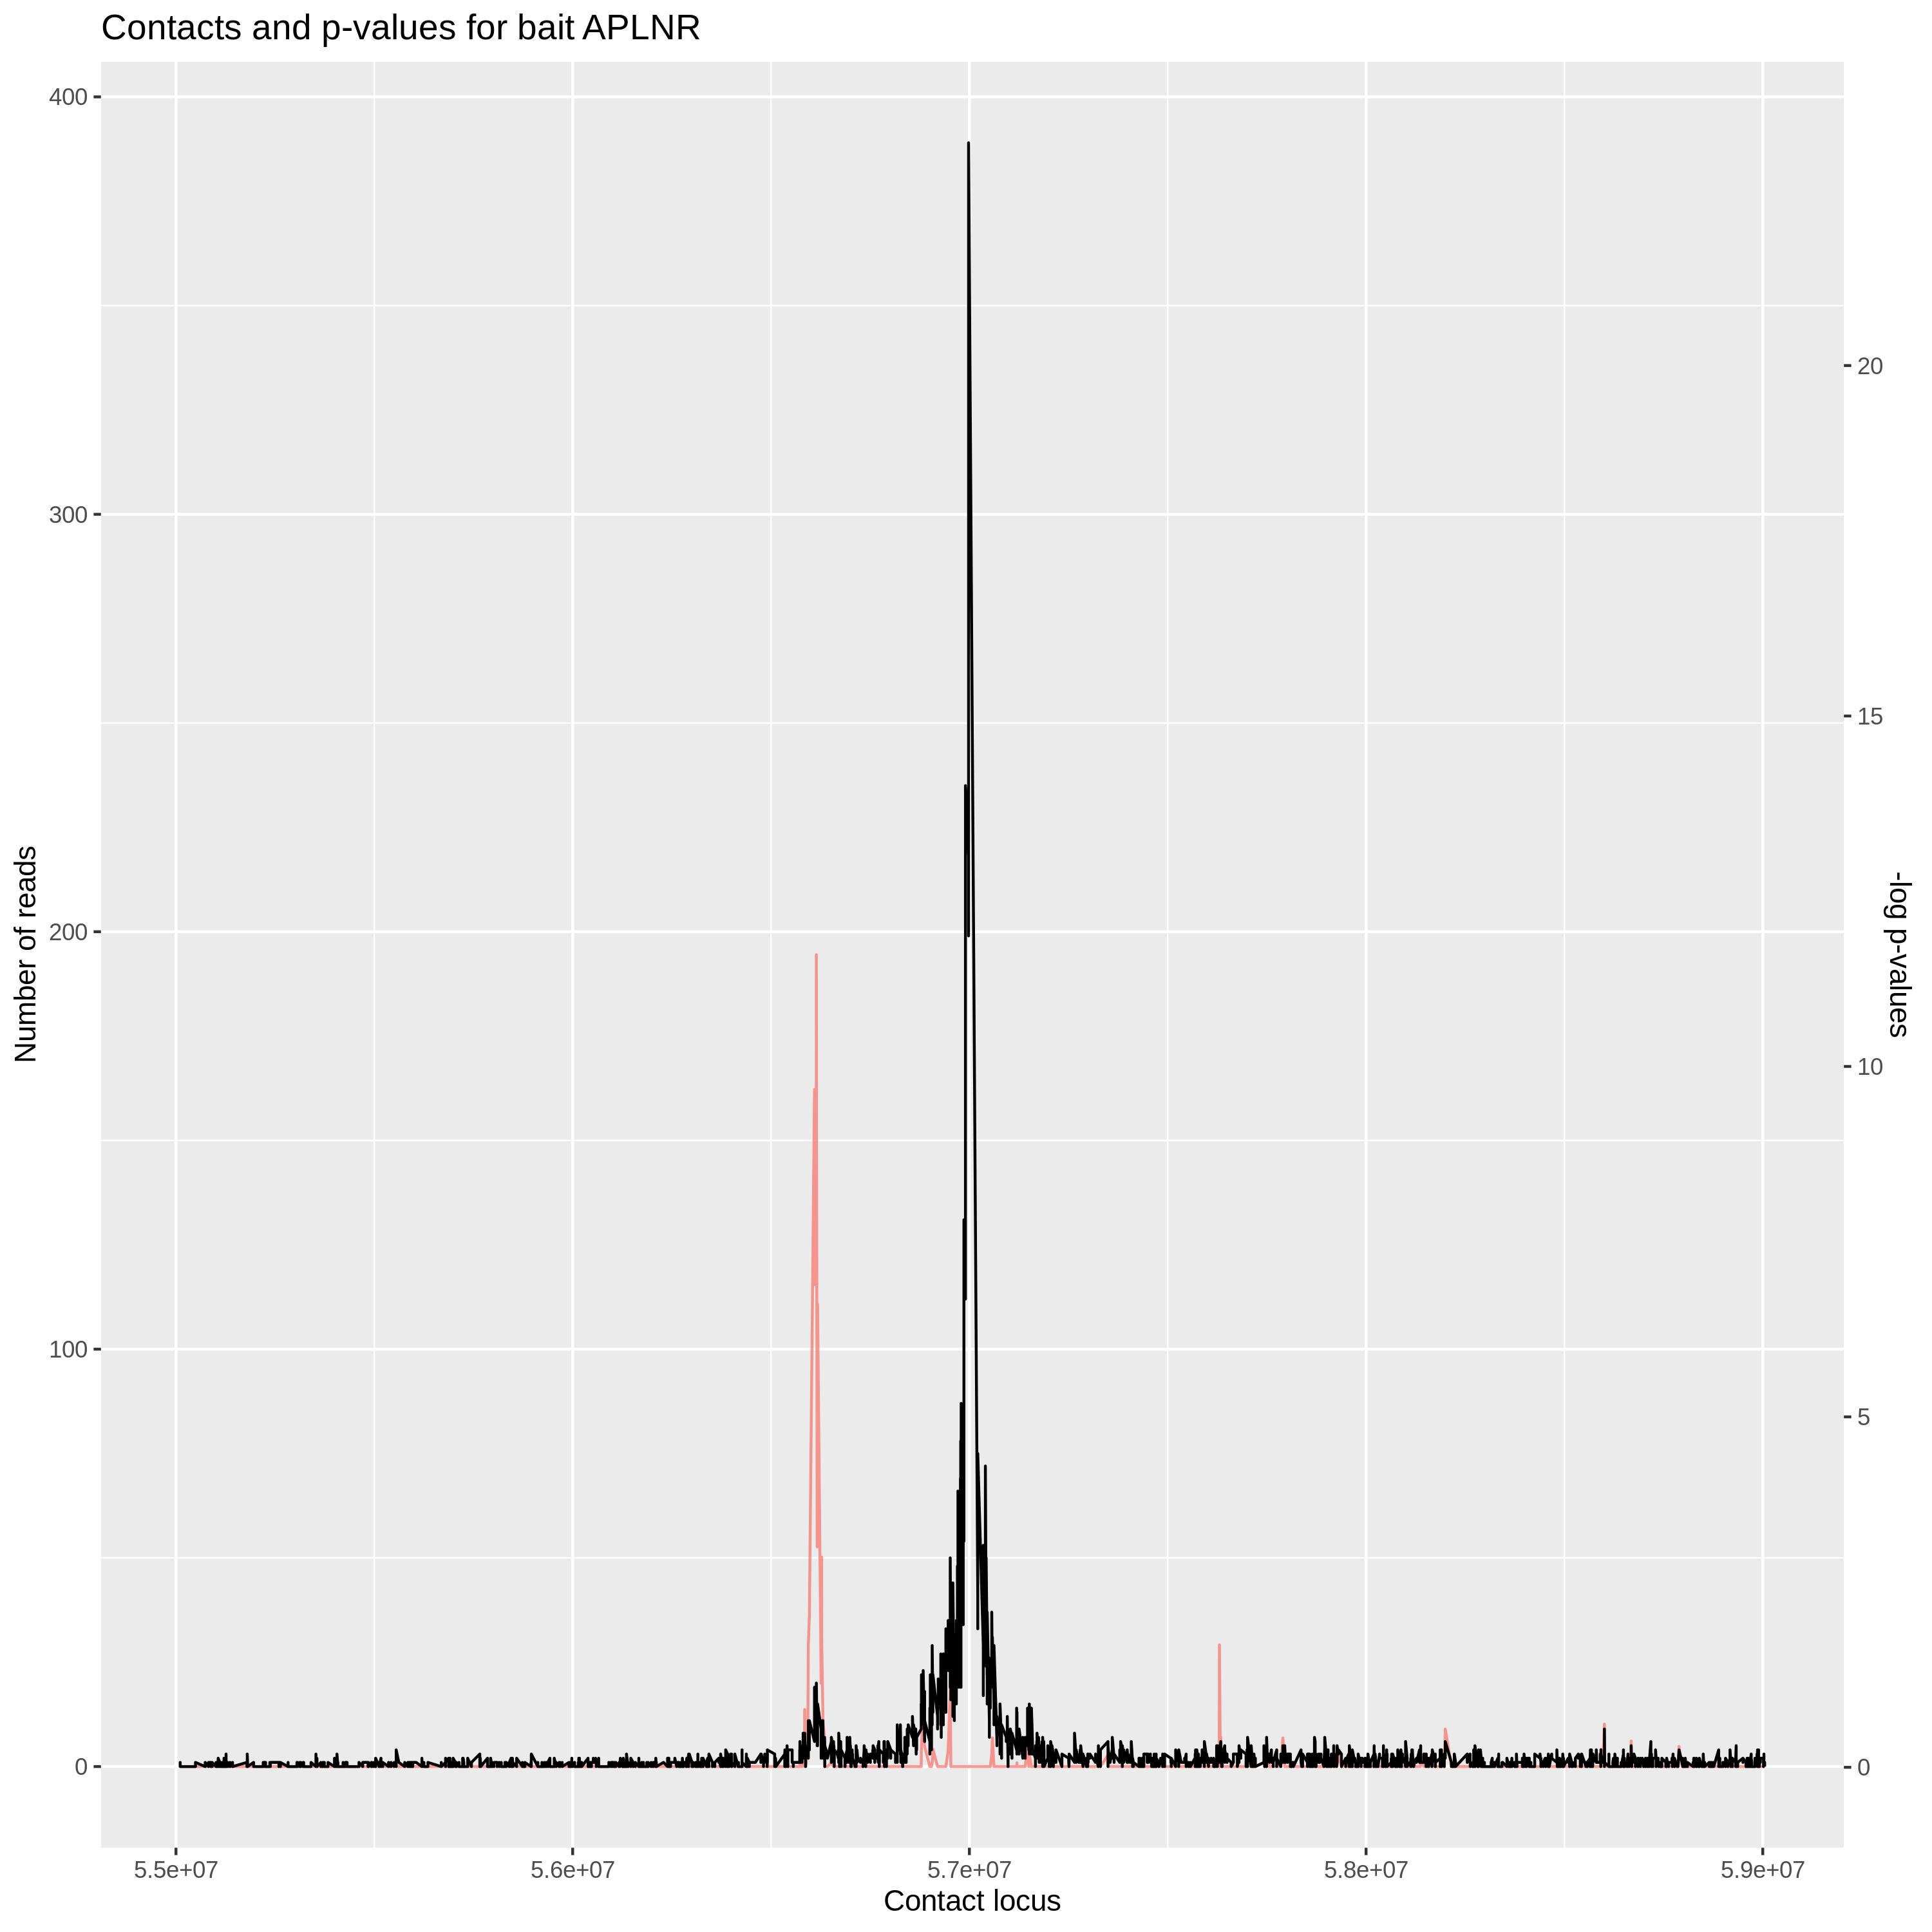 Contacts and p-values for bait APLNR
400
300
200
100
0
Number of reads
20
15
10
5
0
-log p-values
5.5e+07
5.6e+07
5.7e+07
5.8e+07
5.9e+07
Contact locus